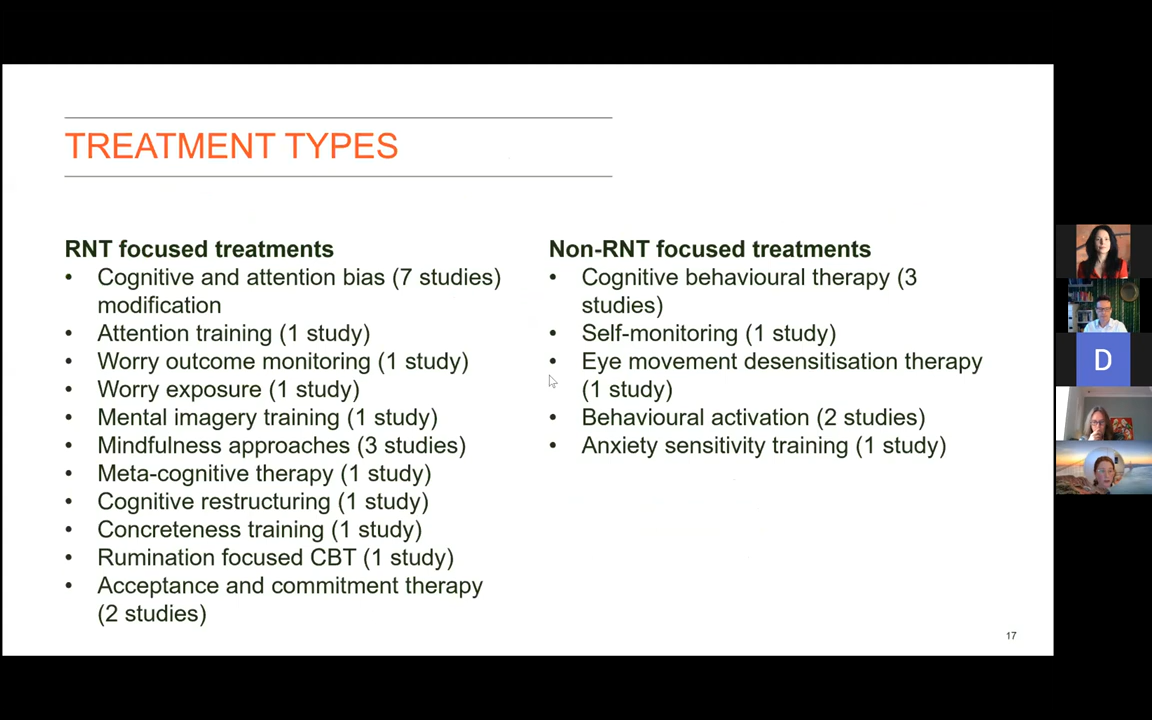 TREATMENT TYPES
RNT focused treatments
• Cognitive and attention bias (7 studies)
modification
• Attention training (1 study)
• Worry outcome monitoring (1 study)
• Worry exposure (1 study)
• Mental imagery training (1 study)
• Mindfulness approaches (3 studies)
• Meta-cognitive therapy (1 study)
• Cognitive restructuring (1 study)
• Concreteness training (1 study)
• Rumination focused CBT (1 study)
• Acceptance and commitment therapy
(2 studies)
Non-RNT focused treatments
• Cognitive behavioural therapy (3
studies)
• Self-monitoring (1 study)
• Eye movement desensitisation therapy
(1 study)
• Behavioural activation (2 studies)
• Anxiety sensitivity training (1 study)
17
D